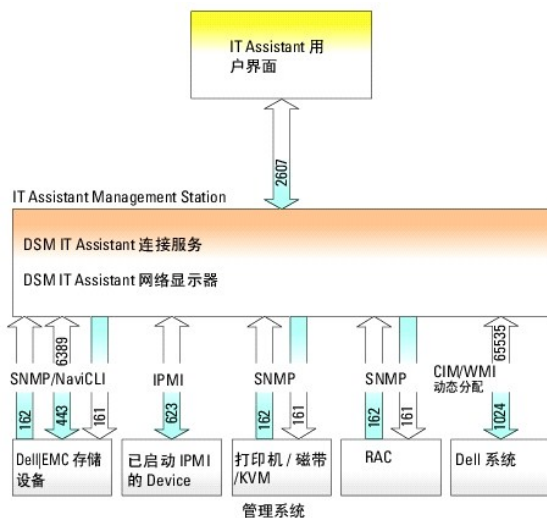 IT Assistant 用
户界面
2607
IT Assistant Management Station
DSM IT Assistant 连接服务
DSM IT Assistant 网络显示器
6389
65535
SNMP/NaviCLI
IPMI
SNMP
SNMP
CIM/WMI
动态分配
162
443
161
623
162
161
162
161
1024
Dell|EMC 存储
设备
已启动 IPMI
的 Device
打印机 / 磁带
/KVM
RAC
Dell 系统
管理系统